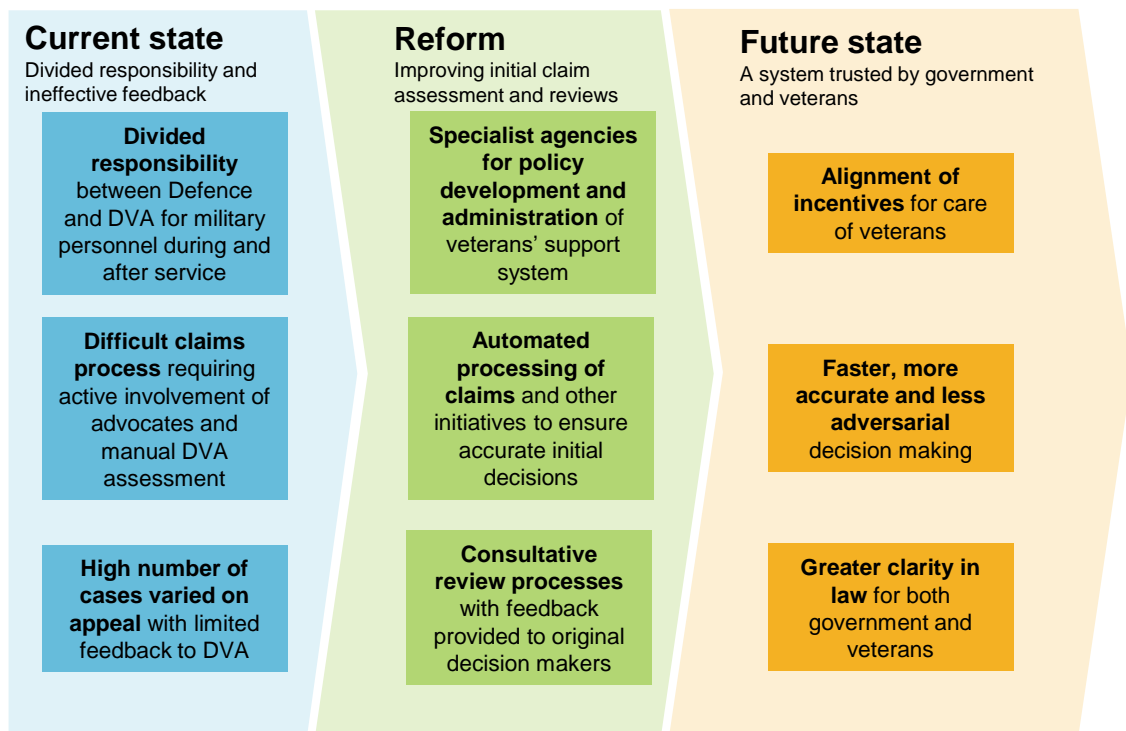 Current state
Divided responsibility and
ineffective feedback
Divided
responsibility
between Defence
and DVA for military
personnel during and
after service
Difficult claims
process requiring
active involvement of
advocates and
manual DVA
assessment
High number of
cases varied on
appeal with limited
feedback to DVA
Reform
Improving initial claim
assessment and reviews
Specialist agencies
for policy
development and
administration of
veterans’ support
system
Automated
processing of
claims and other
initiatives to ensure
accurate initial
decisions
Consultative
review processes
with feedback
provided to original
decision makers
Future state
A system trusted by government
and veterans
Alignment of
incentives for care
of veterans
Faster, more
accurate and less
adversarial
decision making
Greater clarity in
law for both
government and
veterans